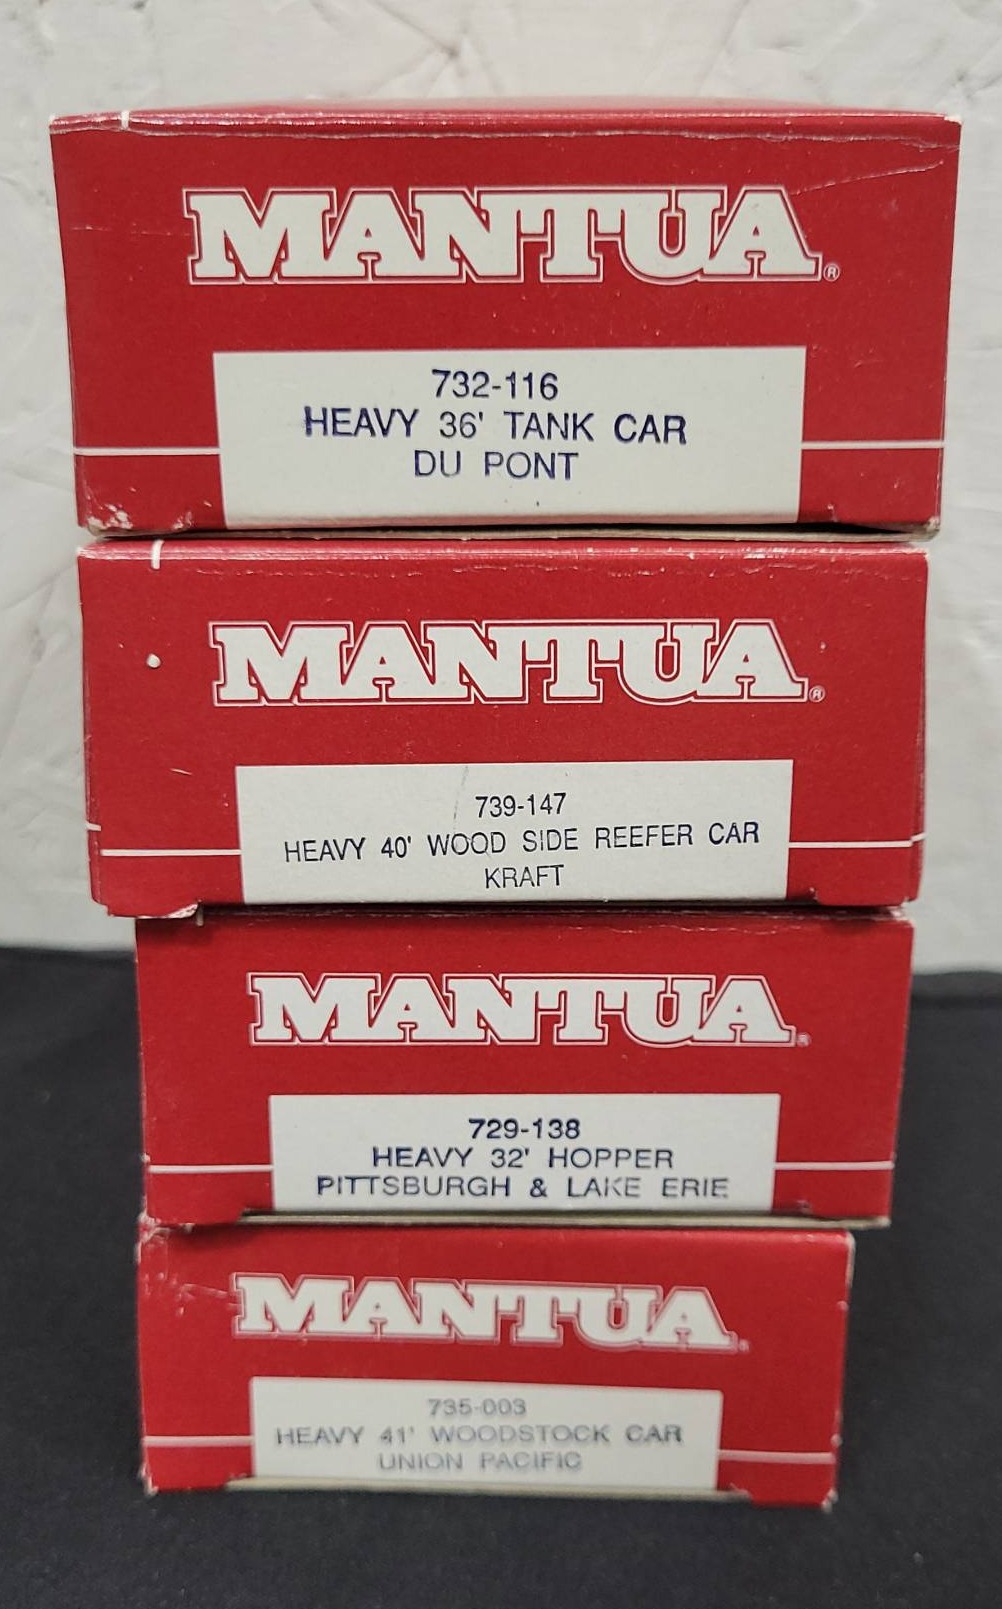 MANTUA®
732-116
HEAVY 36' TANK CAR
DU PONT
MANTUA®
739-147
HEAVY 40' WOOD SIDE REEFER CAR
KRAFT
MANTUA®
729-138
HEAVY 32' HOPPER
PITTSBURGH & LAKE ERIE
MANTUA®
735-003
HEAVY 41' WOODSTOCK CAR
UNION PACIFIC